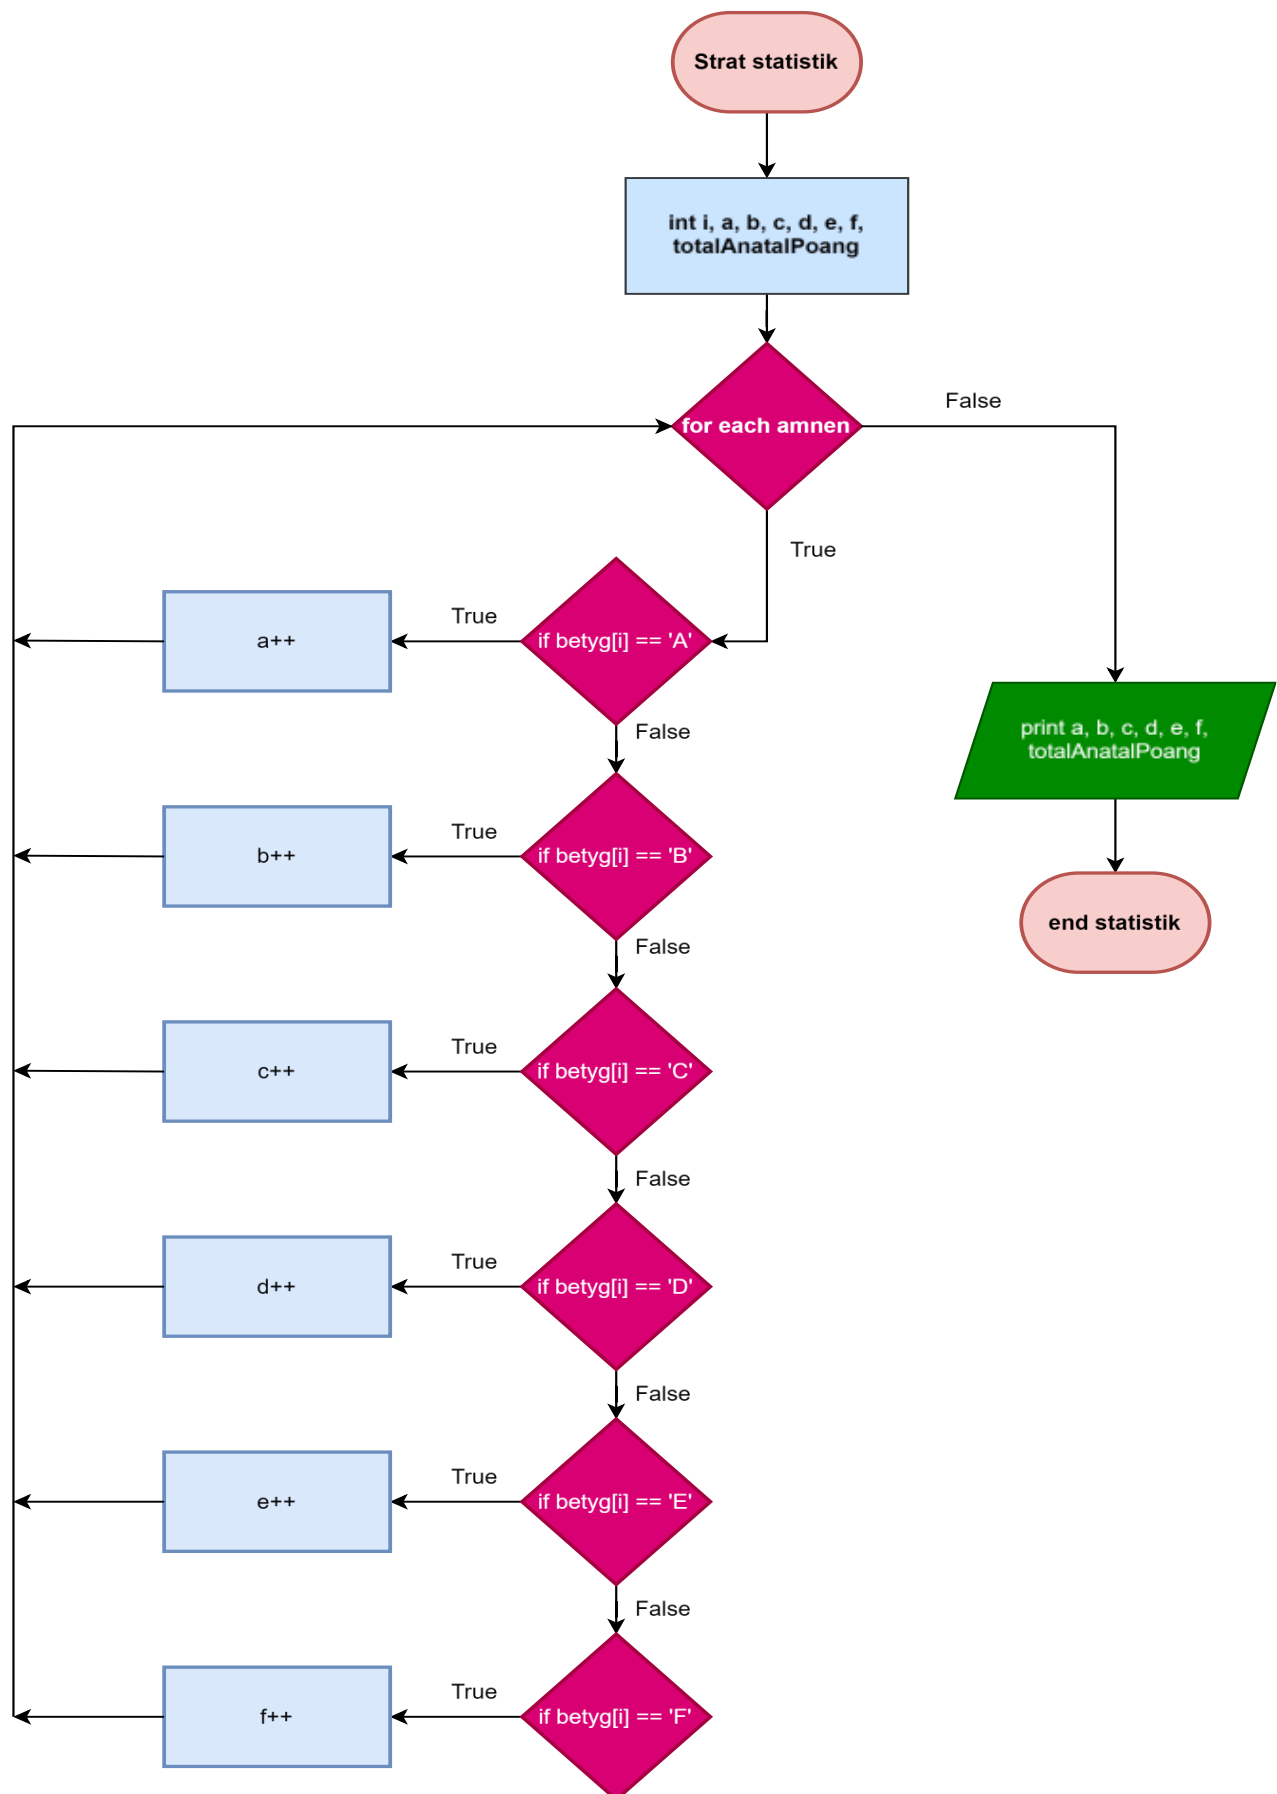 Strat statistik
int i, a, b, c, d, e, f,
totalAnatalPoang
for each amnen
False
True
if betyg[i] == 'A'
True
a++
False
if betyg[i] == 'B'
True
b++
False
if betyg[i] == 'C'
True
c++
False
if betyg[i] == 'D'
True
d++
False
if betyg[i] == 'E'
True
e++
False
if betyg[i] == 'F'
True
f++
print a, b, c, d, e, f,
totalAnatalPoang
end statistik